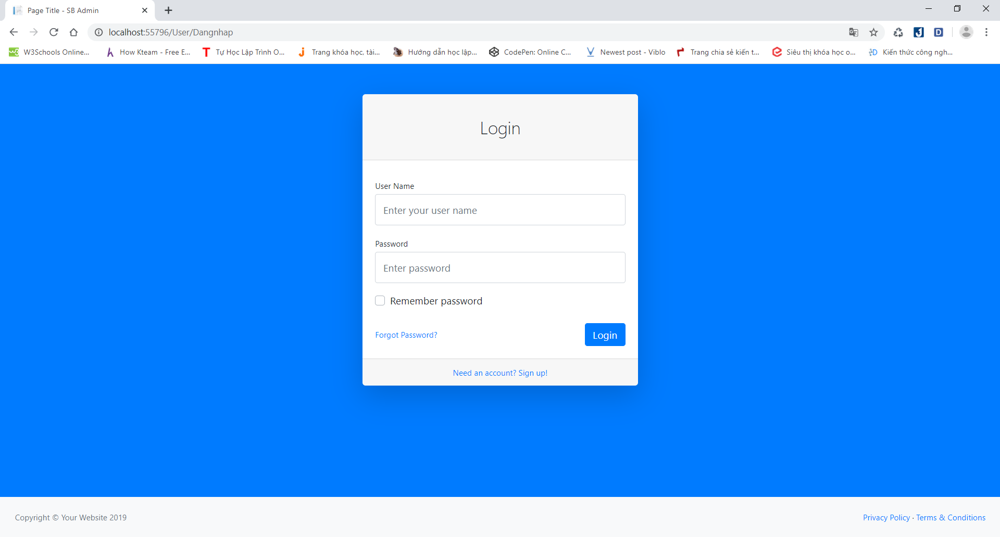 Page Title - SB Admin
localhost:55796/User/Dangnhap
W3Schools Online... How Kteam - Free E... Tự Học Lập Trình O... Trang khóa học, tài... Hướng dẫn học lập... CodePen: Online C... Newest post - Viblo Trang chia sẻ kiến t... Siêu thị khóa học o... Kiến thức công ngh...
Login
User Name
Enter your user name
Password
Enter password
Remember password
Forgot Password? Login
Need an account? Sign up!
Copyright © Your Website 2019 Privacy Policy · Terms & Conditions